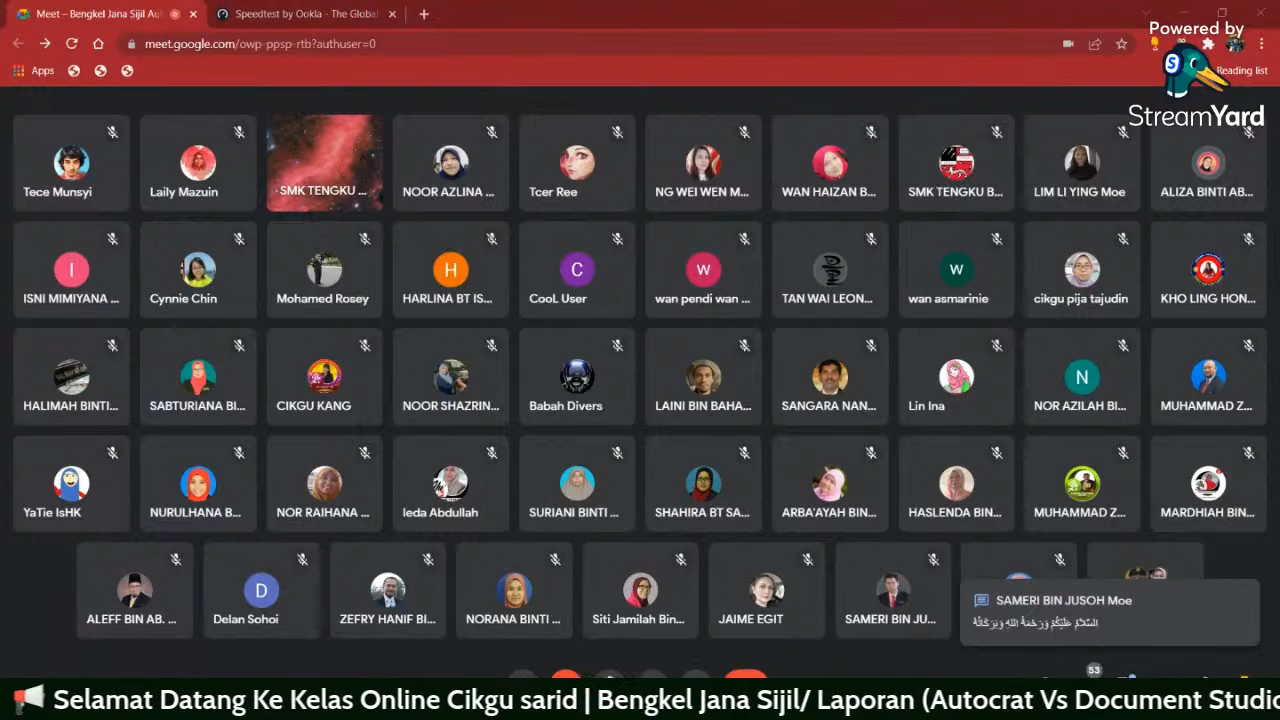 Meet – Bengkel Jana Sijil Aut
Speedtest by Ookla - The Global
meet.google.com/owp-ppsp-rtb?authuser=0
Apps
Reading list
Powered by
StreamYard
Tece Munsyi
Laily Mazuin
SMK TENGKU ...
NOOR AZLINA ...
Tcer Ree
NG WEI WEN M...
WAN HAIZAN B...
SMK TENGKU B...
LIM LI YING Moe
ALIZA BINTI AB...
I
H
C
w
w
ISNI MIMIYANA ...
Cynnie Chin
Mohamed Rosey
HARLINA BT IS...
CooL User
wan pendi wan ...
TAN WAI LEON...
wan asmarinie
cikgu pija tajudin
KHO LING HON...
N
HALIMAH BINTI...
SABTURIANA BI...
CIKGU KANG
NOOR SHAZRIN...
Babah Divers
LAINI BIN BAHA...
SANGARA NAN...
Lin Ina
NOR AZILAH BI...
MUHAMMAD Z...
YaTie IsHK
NURULHANA B...
NOR RAIHANA ...
Ieda Abdullah
SURIANI BINTI ...
SHAHIRA BT SA...
ARBA'AYAH BIN...
HASLENDA BIN...
MUHAMMAD Z...
MARDHIAH BIN...
D
ALEFF BIN AB. ...
Delan Sohoi
ZEFRY HANIF BI...
NORANA BINTI ...
Siti Jamilah Bin...
JAIME EGIT
SAMERI BIN JU...
SAMERI BIN JUSOH Moe
السَّلاَمُ عَلَيْكُمْ وَرَحْمَةُ اللهِ وَبَرَكَاتُهُ
53
Selamat Datang Ke Kelas Online Cikgu sarid | Bengkel Jana Sijil/ Laporan (Autocrat Vs Document Studio